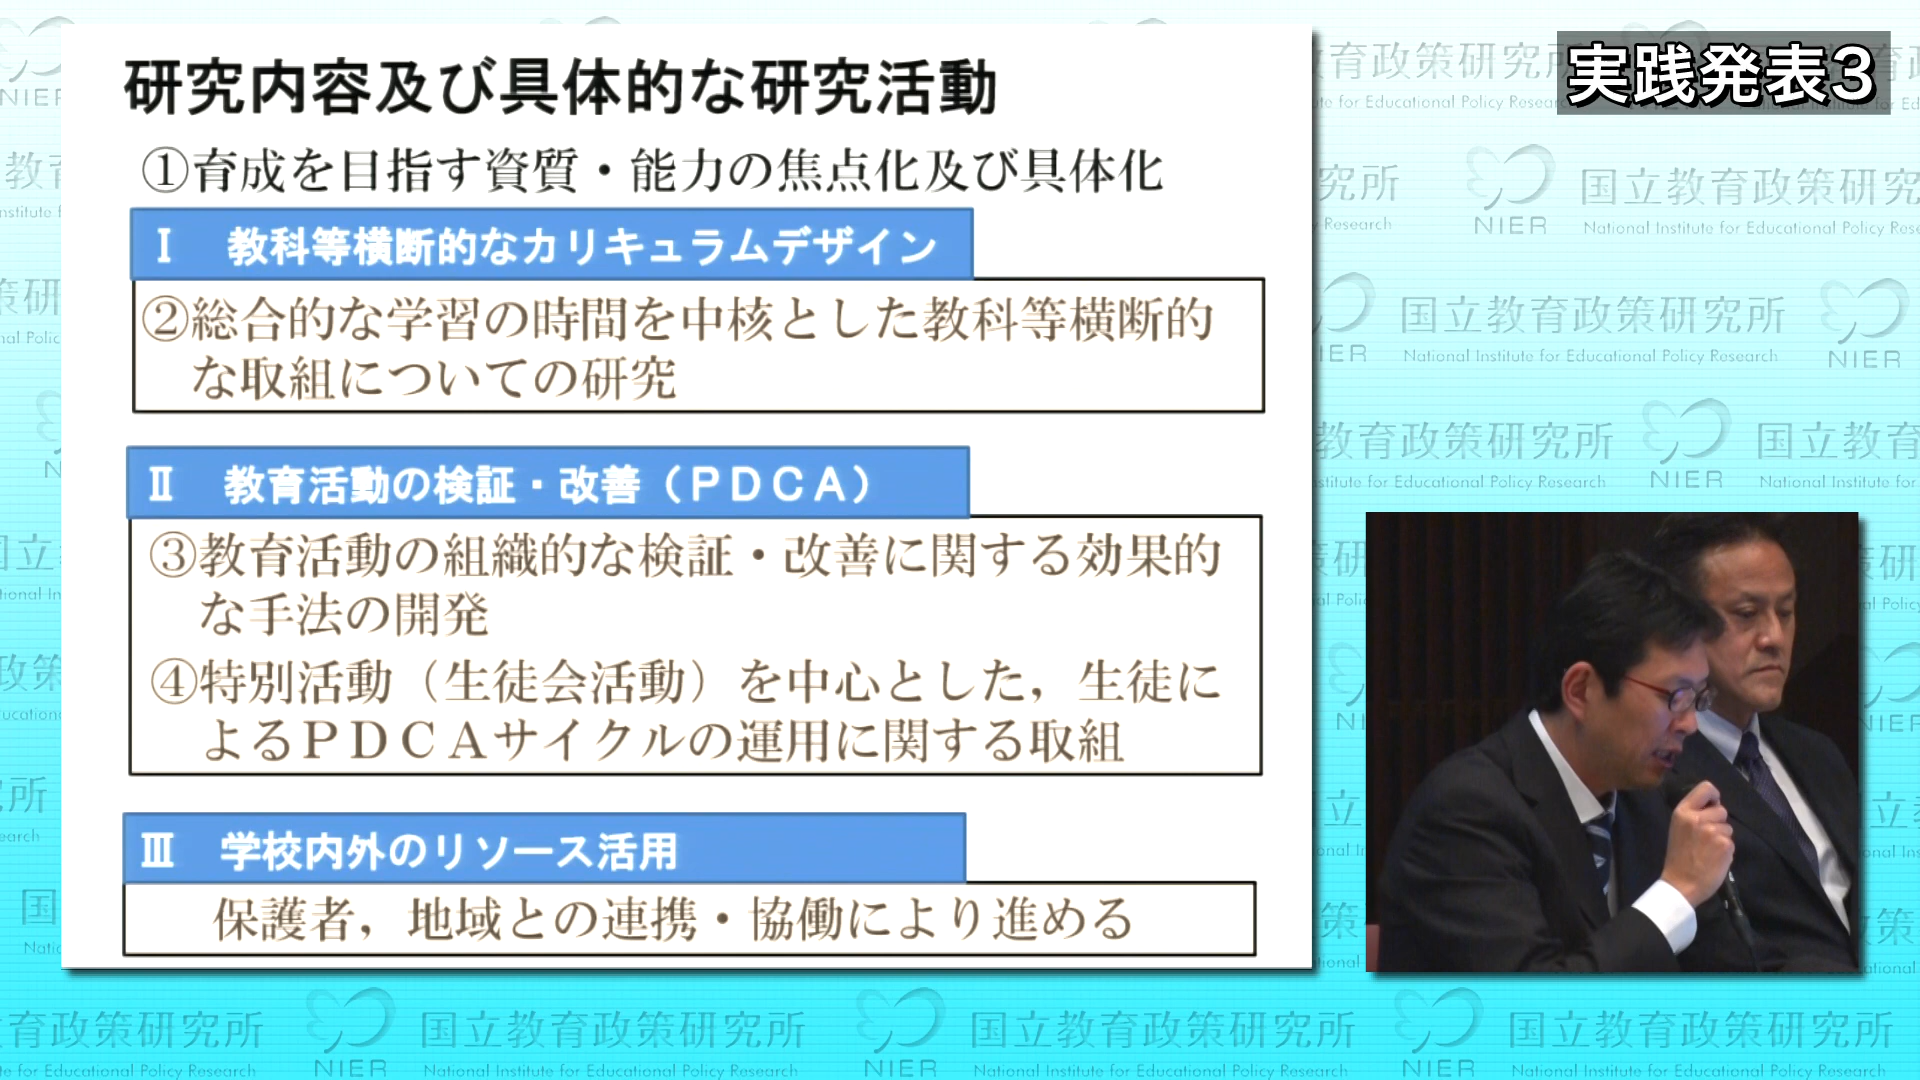 研究内容及び具体的な研究活動
実践発表3
①育成を目指す資質・能力の焦点化及び具体化
Ⅰ 教科等横断的なカリキュラムデザイン
②総合的な学習の時間を中核とした教科等横断的
な取組についての研究
Ⅱ 教育活動の検証・改善（ＰＤＣＡ）
③教育活動の組織的な検証・改善に関する効果的
な手法の開発
④特別活動（生徒会活動）を中心とした，生徒に
よるＰＤＣＡサイクルの運用に関する取組
Ⅲ 学校内外のリソース活用
保護者，地域との連携・協働により進める
国立教育政策研究所
National Institute for Educational Policy Research
NIER